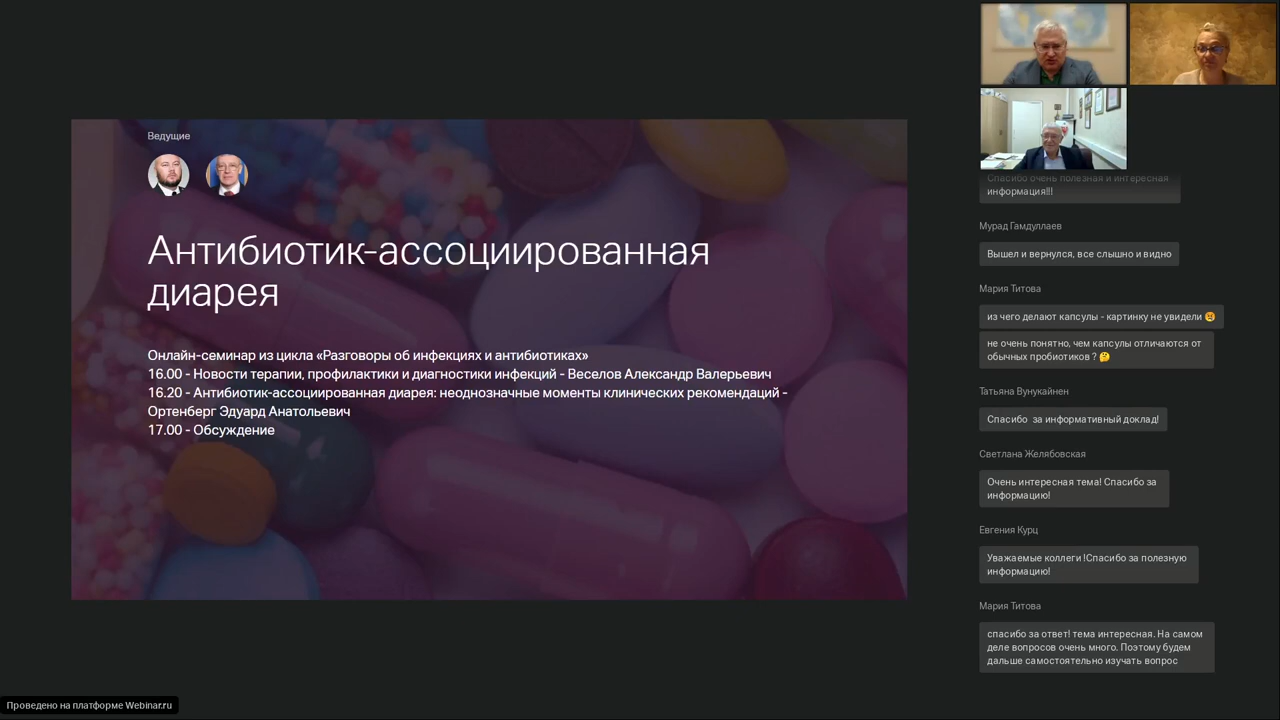 Ведущие
Антибиотик-ассоциированная
диарея
Онлайн-семинар из цикла «Разговоры об инфекциях и антибиотиках»
16.00 - Новости терапии, профилактики и диагностики инфекций - Веселов Александр Валерьевич
16.20 - Антибиотик-ассоциированная диарея: неоднозначные моменты клинических рекомендаций -
Ортенберг Эдуард Анатольевич
17.00 - Обсуждение
Спасибо очень полезная и интересная
информация!!!
Мурад Гамдуллаев
Вышел и вернулся, все слышно и видно
Мария Титова
из чего делают капсулы - картинку не увидели 😢
не очень понятно, чем капсулы отличаются от
обычных пробиотиков ? 🤔
Татьяна Вунукайнен
Спасибо за информативный доклад!
Светлана Желябовская
Очень интересная тема! Спасибо за
информацию!
Евгения Курц
Уважаемые коллеги !Спасибо за полезную
информацию!
Мария Титова
спасибо за ответ! тема интересная. На самом
деле вопросов очень много. Поэтому будем
дальше самостоятельно изучать вопрос
Проведено на платформе Webinar.ru